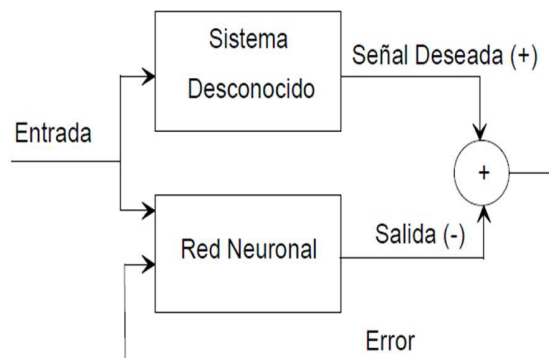 Sistema
Desconocido
Señal Deseada (+)
Entrada
+
Red Neuronal
Salida (-)
Error